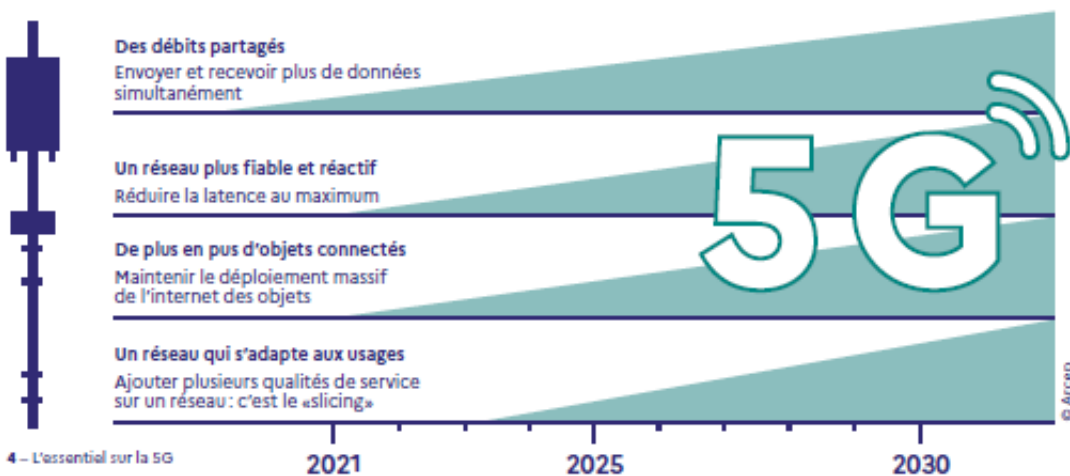 Des débits partagés
Envoyer et recevoir plus de données
simultanément
Un réseau plus fiable et réactif
Réduire la latence au maximum
De plus en pus d'objets connectés
Maintenir le déploiement massif
de l'internet des objets
Un réseau qui s'adapte aux usages
Ajouter plusieurs qualités de service
sur un réseau : c'est le «slicing»
5G
© Arcep
4 – L'essentiel sur la 5G
2021
2025
2030